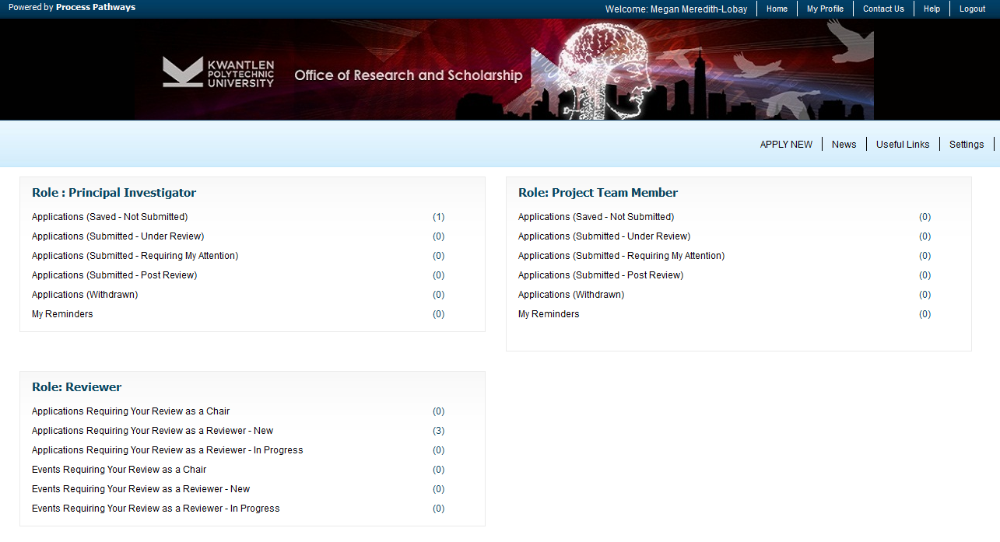 Powered by Process Pathways
Welcome: Megan Meredith-Lobay Home My Profile Contact Us Help Logout
KWANTLEN
POLYTECHNIC
UNIVERSITY
Office of Research and Scholarship
APPLY NEW News Useful Links Settings
Role : Principal Investigator
Applications (Saved - Not Submitted) (1)
Applications (Submitted - Under Review) (0)
Applications (Submitted - Requiring My Attention) (0)
Applications (Submitted - Post Review) (0)
Applications (Withdrawn) (0)
My Reminders (0)
Role: Project Team Member
Applications (Saved - Not Submitted) (0)
Applications (Submitted - Under Review) (0)
Applications (Submitted - Requiring My Attention) (0)
Applications (Submitted - Post Review) (0)
Applications (Withdrawn) (0)
My Reminders (0)
Role: Reviewer
Applications Requiring Your Review as a Chair (0)
Applications Requiring Your Review as a Reviewer - New (3)
Applications Requiring Your Review as a Reviewer - In Progress (0)
Events Requiring Your Review as a Chair (0)
Events Requiring Your Review as a Reviewer - New (0)
Events Requiring Your Review as a Reviewer - In Progress (0)